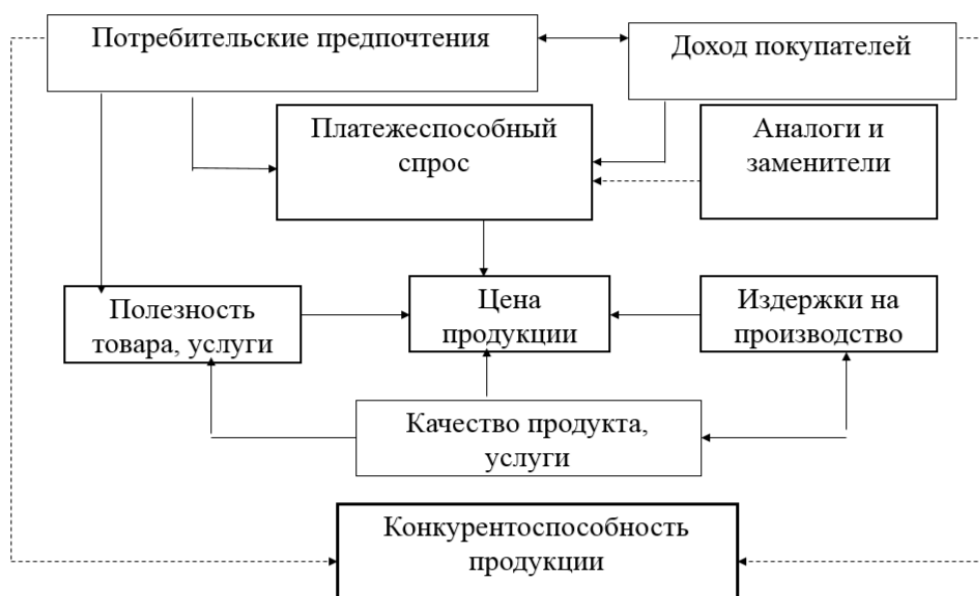 Потребительские предпочтения
Доход покупателей
Платежеспособный
спрос
Аналоги и
заменители
Полезность
товара, услуги
Цена
продукции
Издержки на
производство
Качество продукта,
услуги
Конкурентоспособность
продукции